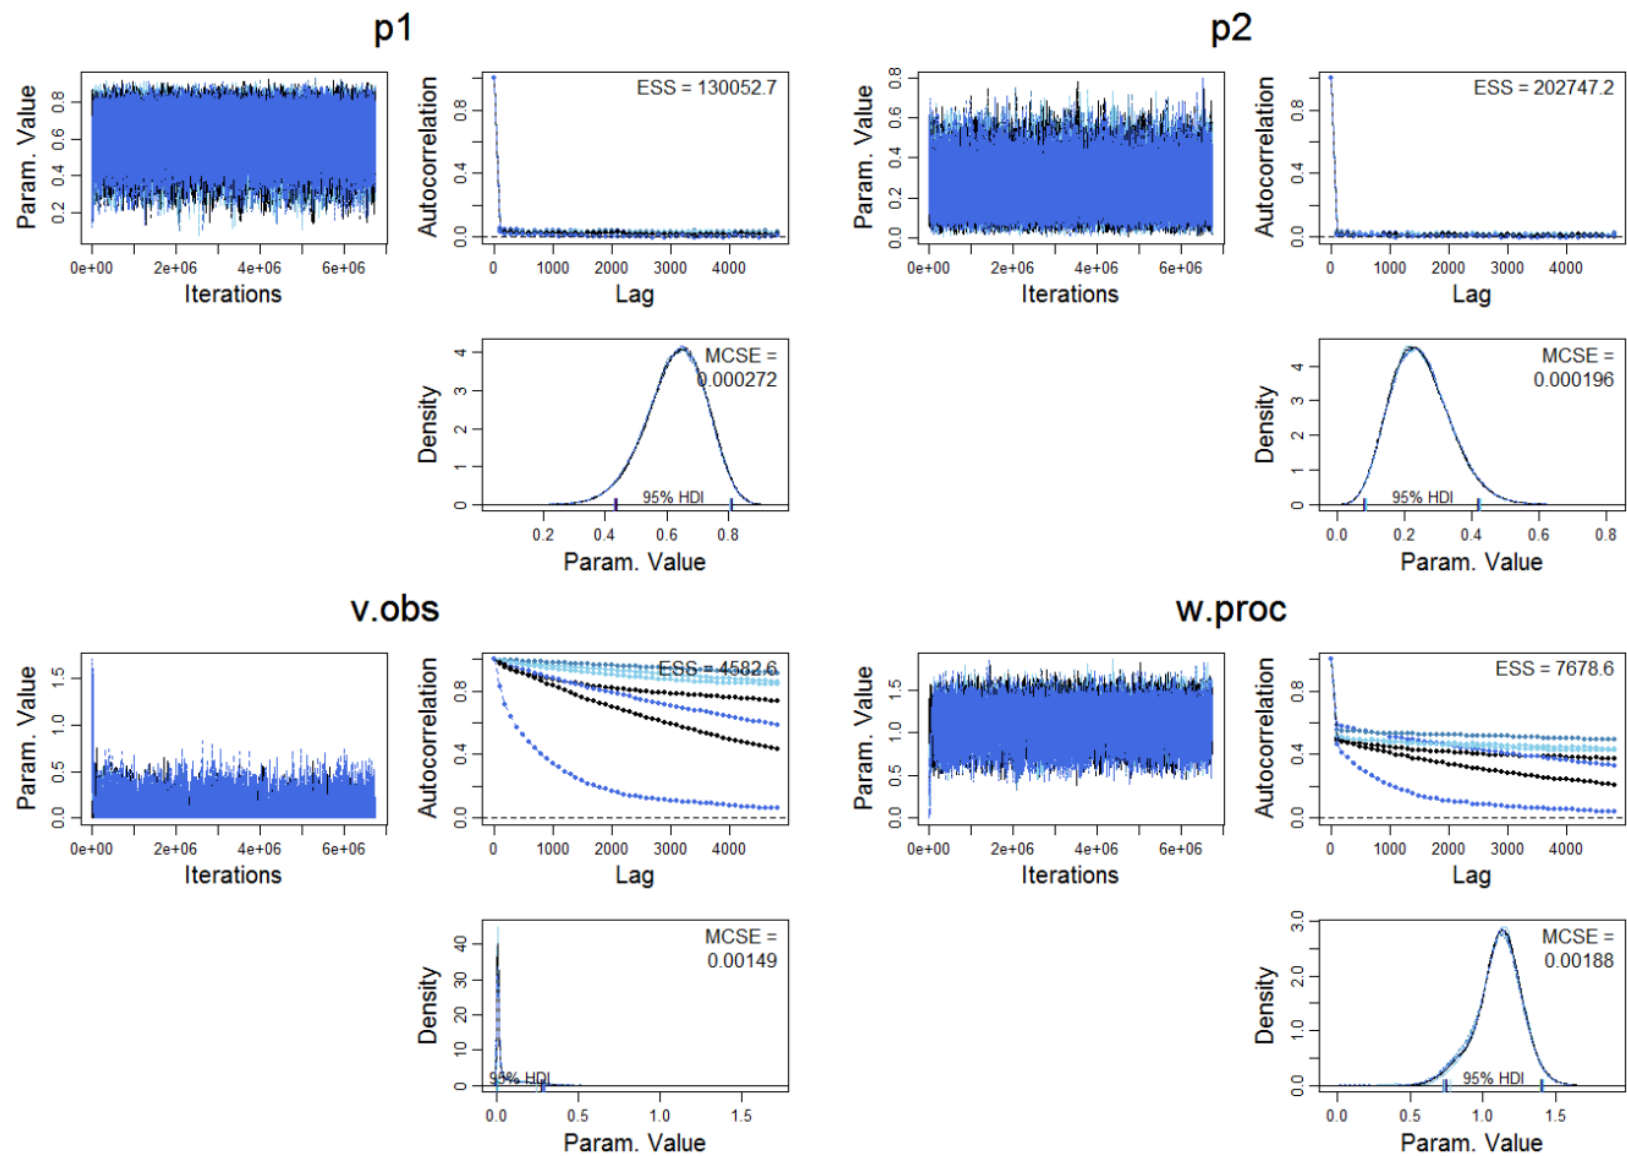 p1
Param. Value
0.2 0.4 0.6 0.8
0e+00 2e+06 4e+06 6e+06
Iterations
Autocorrelation
0.0 0.4 0.8
ESS = 130052.7
0 1000 2000 3000 4000
Lag
Density
0 1 2 3 4
MCSE =
0.000272
95% HDI
0.2 0.4 0.6 0.8
Param. Value
p2
Param. Value
0.0 0.2 0.4 0.6 0.8
0e+00 2e+06 4e+06 6e+06
Iterations
Autocorrelation
0.0 0.4 0.8
ESS = 202747.2
0 1000 2000 3000 4000
Lag
Density
0 1 2 3 4
MCSE =
0.000196
95% HDI
0.0 0.2 0.4 0.6 0.8
Param. Value
v.obs
Param. Value
0.0 0.5 1.0 1.5
0e+00 2e+06 4e+06 6e+06
Iterations
Autocorrelation
0.0 0.4 0.8
ESS = 4582.6
0 1000 2000 3000 4000
Lag
Density
0 10 20 30 40
MCSE =
0.00149
95% HDI
0.0 0.5 1.0 1.5
Param. Value
w.proc
Param. Value
0.0 0.5 1.0 1.5
0e+00 2e+06 4e+06 6e+06
Iterations
Autocorrelation
0.0 0.4 0.8
ESS = 7678.6
0 1000 2000 3000 4000
Lag
Density
0.0 1.0 2.0 3.0
MCSE =
0.00188
95% HDI
0.0 0.5 1.0 1.5
Param. Value